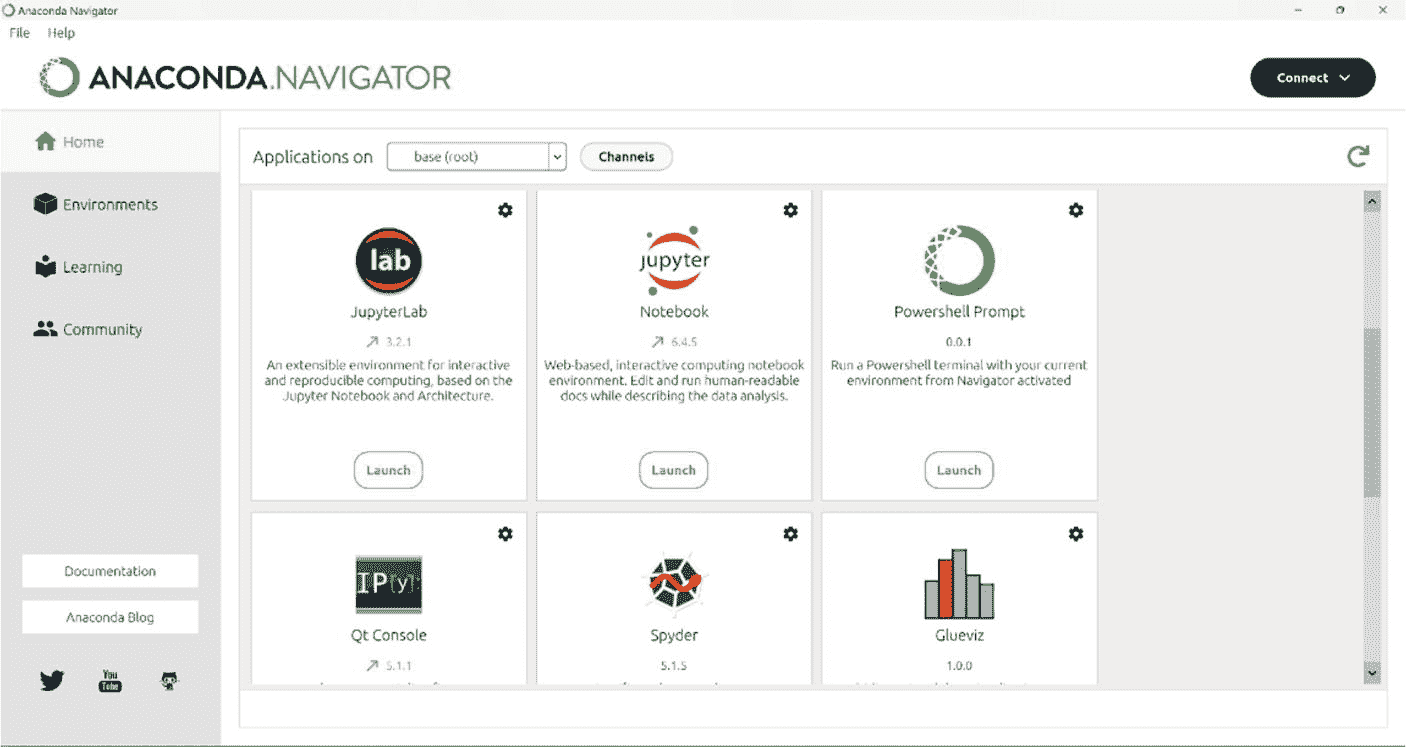 Anaconda Navigator
File Help
ANACONDA.NAVIGATOR
Connect
Home
Environments
Learning
Community
Documentation
Anaconda Blog
You
Tube
Applications on base (root) Channels
lab
JupyterLab
3.2.1
An extensible environment for interactive
and reproducible computing, based on the
Jupyter Notebook and Architecture.
Launch
jupyter
Notebook
6.4.5
Web-based, interactive computing notebook
environment. Edit and run human-readable
docs while describing the data analysis.
Launch
Powershell Prompt
0.0.1
Run a Powershell terminal with your current
environment from Navigator activated
Launch
IP[y]:
Qt Console
5.1.1
Spyder
5.1.5
Glueviz
1.0.0